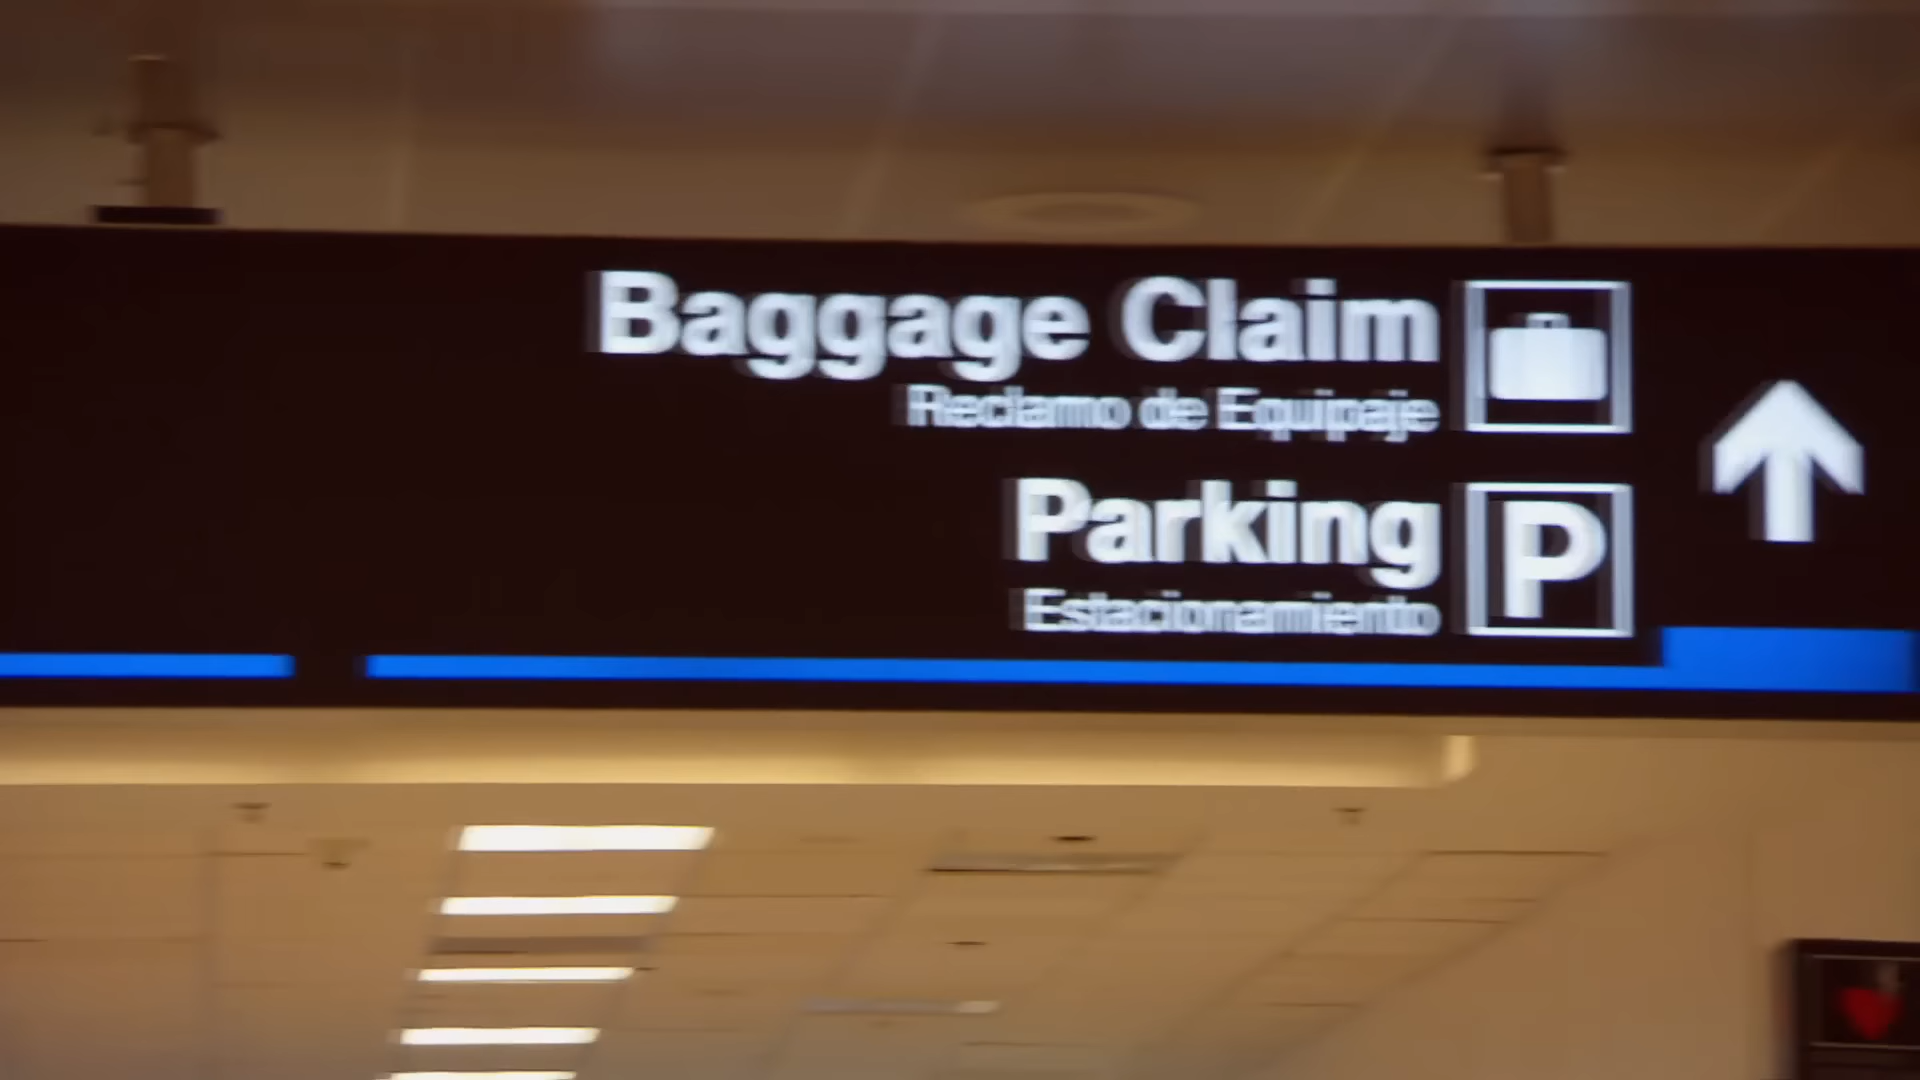 Baggage Claim
Reclamo de Equipaje
Parking P
Estacionamiento